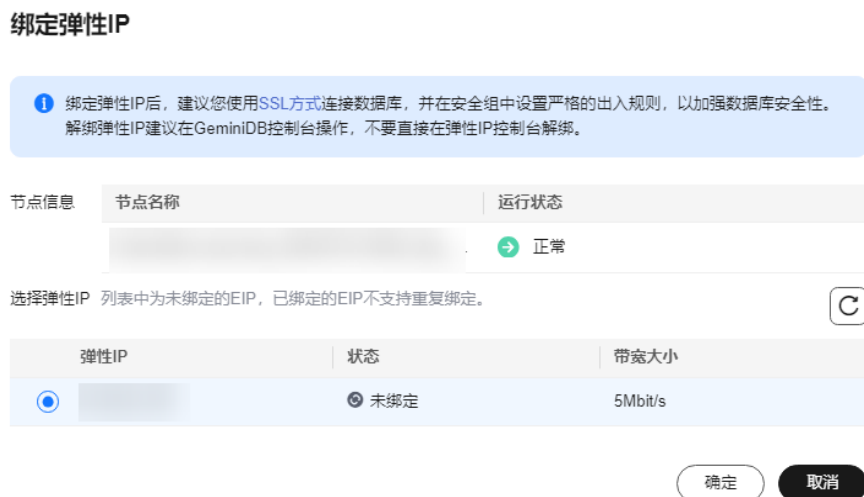 绑定弹性IP
绑定弹性IP后，建议您使用SSL方式连接数据库，并在安全组中设置严格的出入规则，以加强数据库安全性。
解绑弹性IP建议在GeminiDB控制台操作，不要直接在弹性IP控制台解绑。
节点信息 节点名称 运行状态
正常
选择弹性IP 列表中为未绑定的EIP，已绑定的EIP不支持重复绑定。
弹性IP 状态 带宽大小
未绑定 5Mbit/s
确定 取消